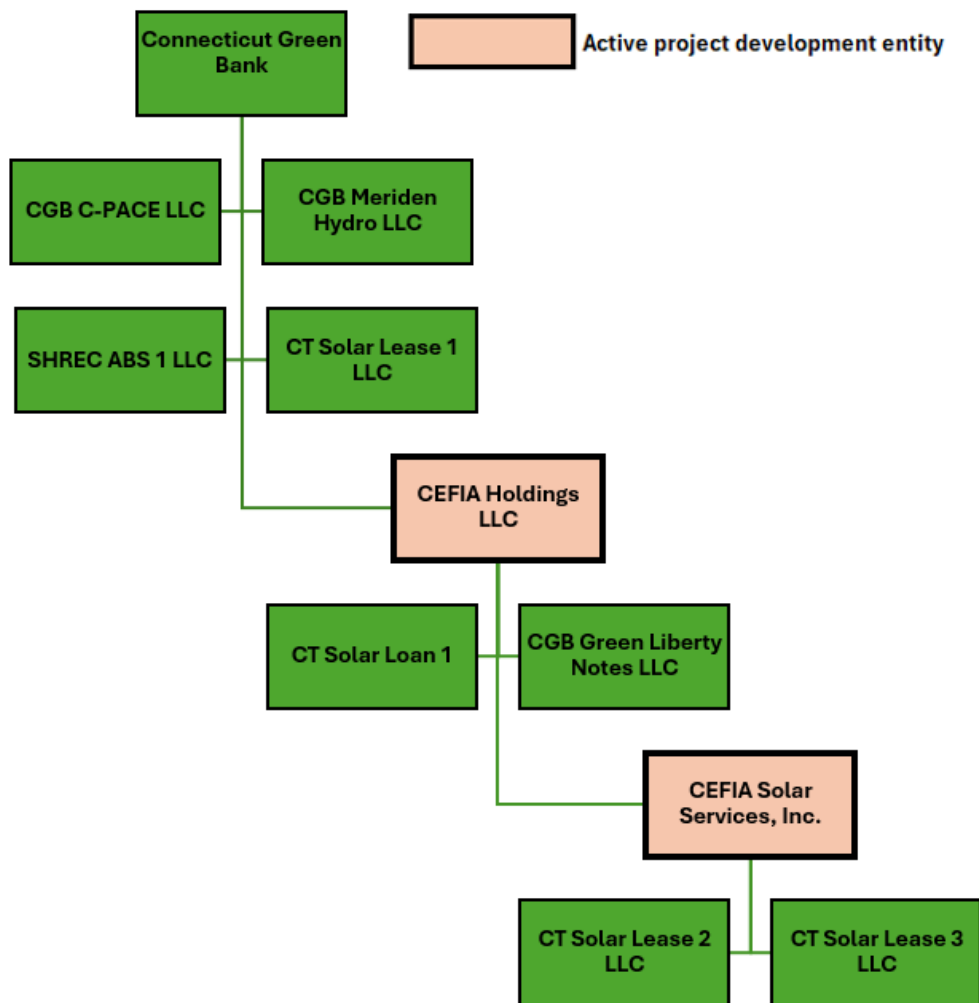 Connecticut Green
Bank
Active project development entity
CGB C-PACE LLC
CGB Meriden
Hydro LLC
SHREC ABS 1 LLC
CT Solar Lease 1
LLC
CEFIA Holdings
LLC
CT Solar Loan 1
CGB Green Liberty
Notes LLC
CEFIA Solar
Services, Inc.
CT Solar Lease 2
LLC
CT Solar Lease 3
LLC